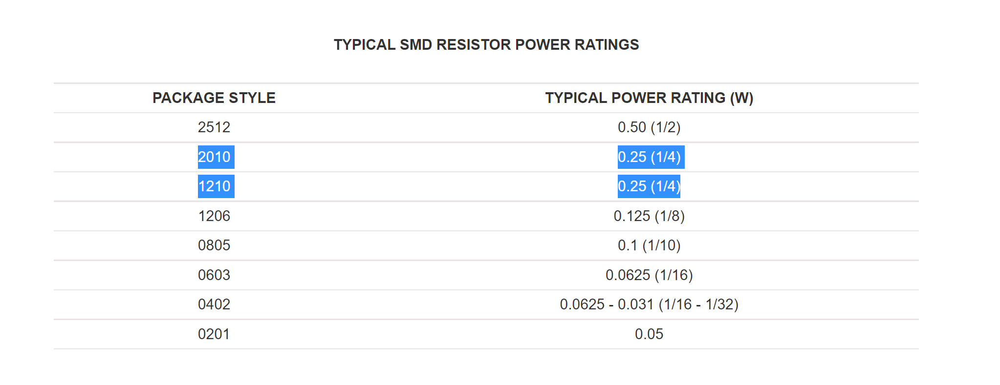 TYPICAL SMD RESISTOR POWER RATINGS
PACKAGE STYLE TYPICAL POWER RATING (W)
2512 0.50 (1/2)
2010 0.25 (1/4)
1210 0.25 (1/4)
1206 0.125 (1/8)
0805 0.1 (1/10)
0603 0.0625 (1/16)
0402 0.0625 - 0.031 (1/16 - 1/32)
0201 0.05